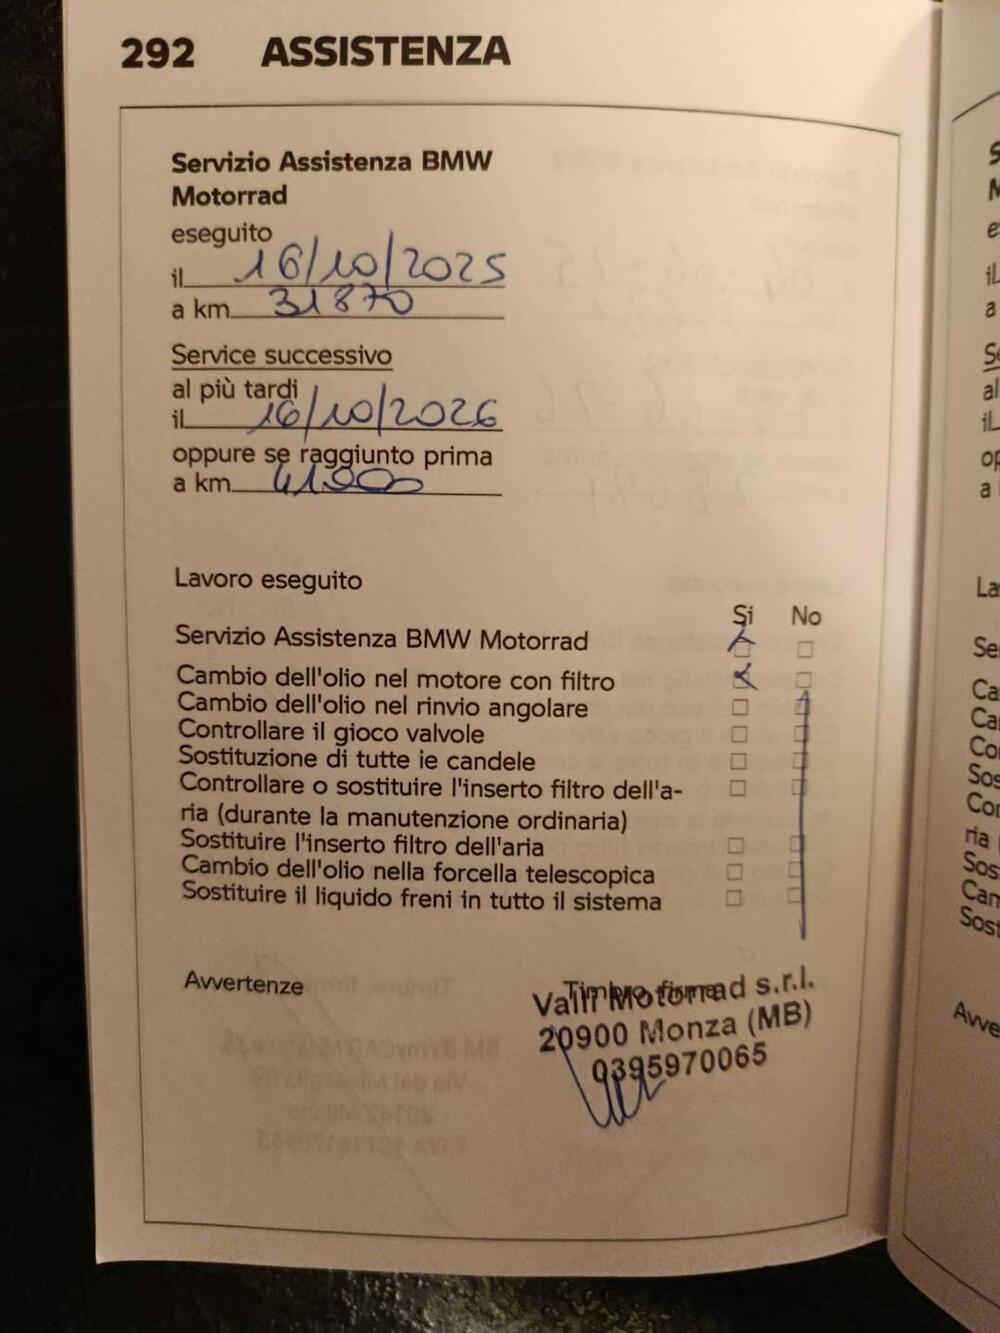 292 ASSISTENZA
Servizio Assistenza BMW
Motorrad
eseguito
il 16/10/2025
a km 31870
Service successivo
al più tardi
il 16/10/2026
oppure se raggiunto prima
a km
Lavoro eseguito
Si No
Servizio Assistenza BMW Motorrad
Cambio dell'olio nel motore con filtro
Cambio dell'olio nel rinvio angolare
Controllare il gioco valvole
Sostituzione di tutte ie candele
Controllare o sostituire l'inserto filtro dell'a-
ria (durante la manutenzione ordinaria)
Sostituire l'inserto filtro dell'aria
Cambio dell'olio nella forcella telescopica
Sostituire il liquido freni in tutto il sistema
Avvertenze
Timbro, firma
Valli Motorrad s.r.l.
20900 Monza (MB)
0395970065